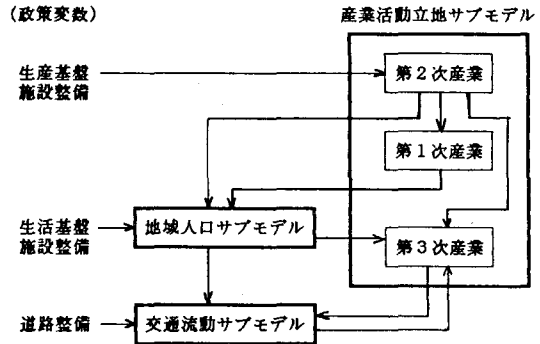 (政策変数)
産業活動立地サブモデル
生産基盤
施設整備
第2次産業
第1次産業
生活基盤
施設整備
地域人口サブモデル
第3次産業
道路整備
交通流動サブモデル